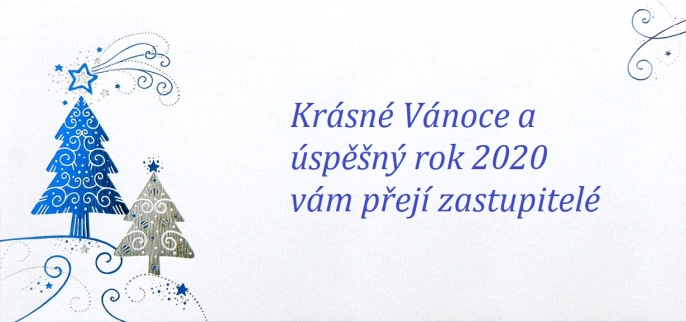 Krásné Vánoce a
úspěšný rok 2020
vám přejí zastupitelé